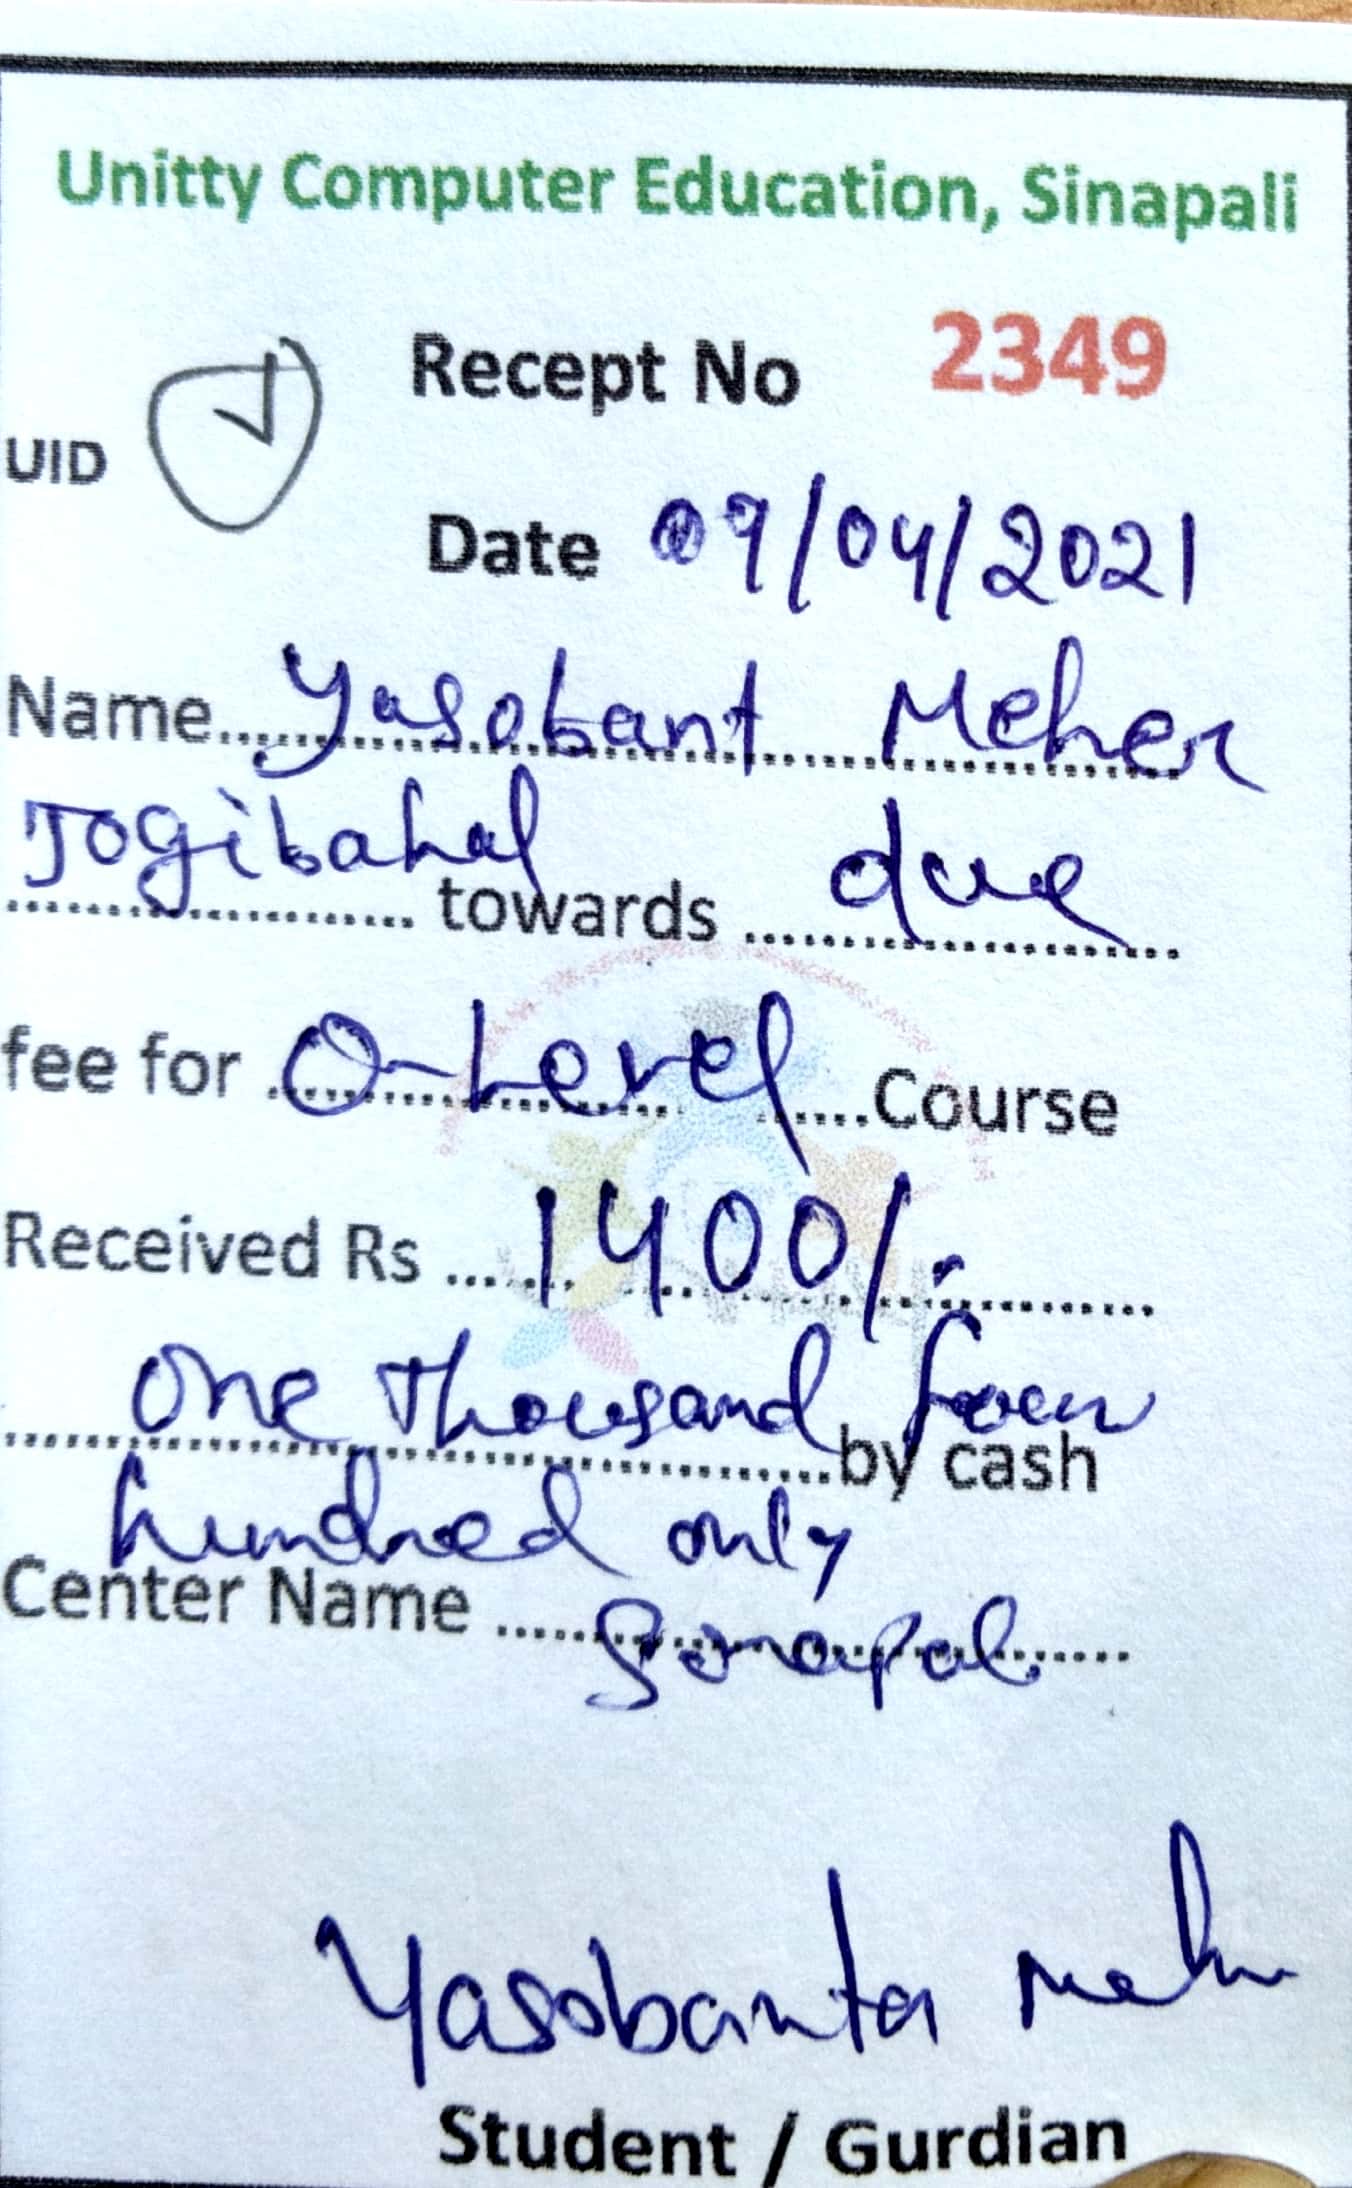 Unitty Computer Education, Sinapali
Recept No 2349
UID
Date 09/04/2021
Name Yasobant Meher
Jogibahal towards due
fee for O-Level Course
Received Rs 1400/-
One Thousand four by cash
hundred only
Center Name
Yasobanta Meher
Student / Gurdian